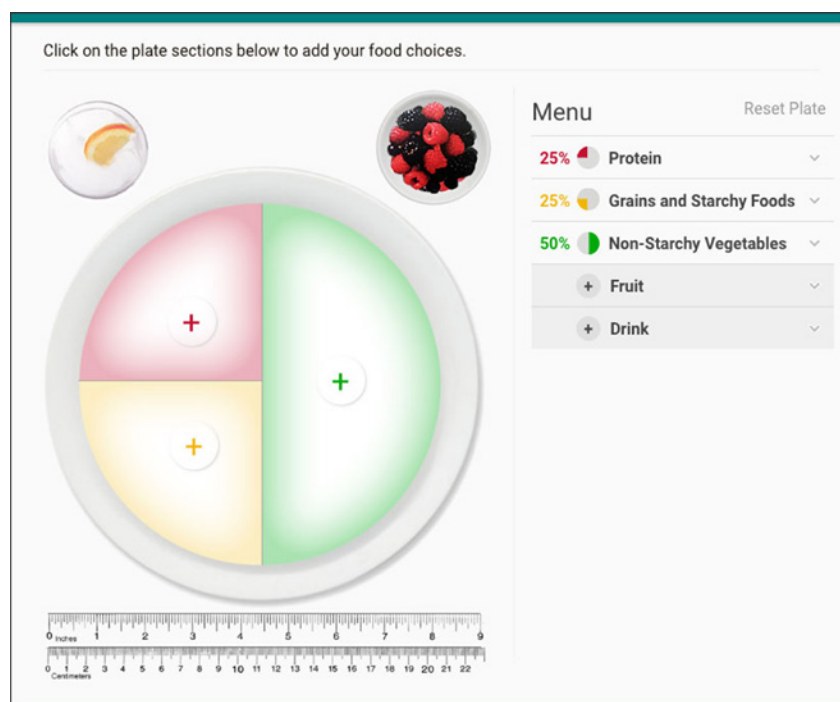 Click on the plate sections below to add your food choices.
Menu
Reset Plate
25% Protein
25% Grains and Starchy Foods
50% Non-Starchy Vegetables
+ Fruit
+ Drink
+
+
+
0 1 2 3 4 5 6 7 8 9
Inches
0 1 2 3 4 5 6 7 8 9 10 11 12 13 14 15 16 17 18 19 20 21 22
Centimeters